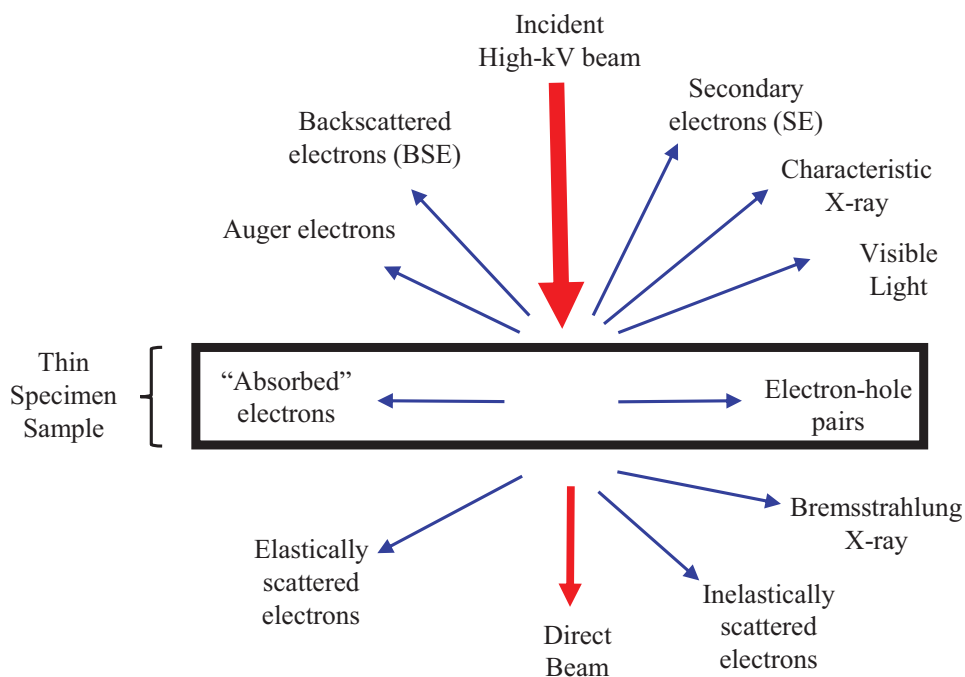 Incident
High-kV beam
Backscattered
electrons (BSE)
Secondary
electrons (SE)
Auger electrons
Characteristic
X-ray
Visible
Light
Thin
Specimen
Sample
“Absorbed”
electrons
Electron-hole
pairs
Elastically
scattered
electrons
Direct
Beam
Inelastically
scattered
electrons
Bremsstrahlung
X-ray